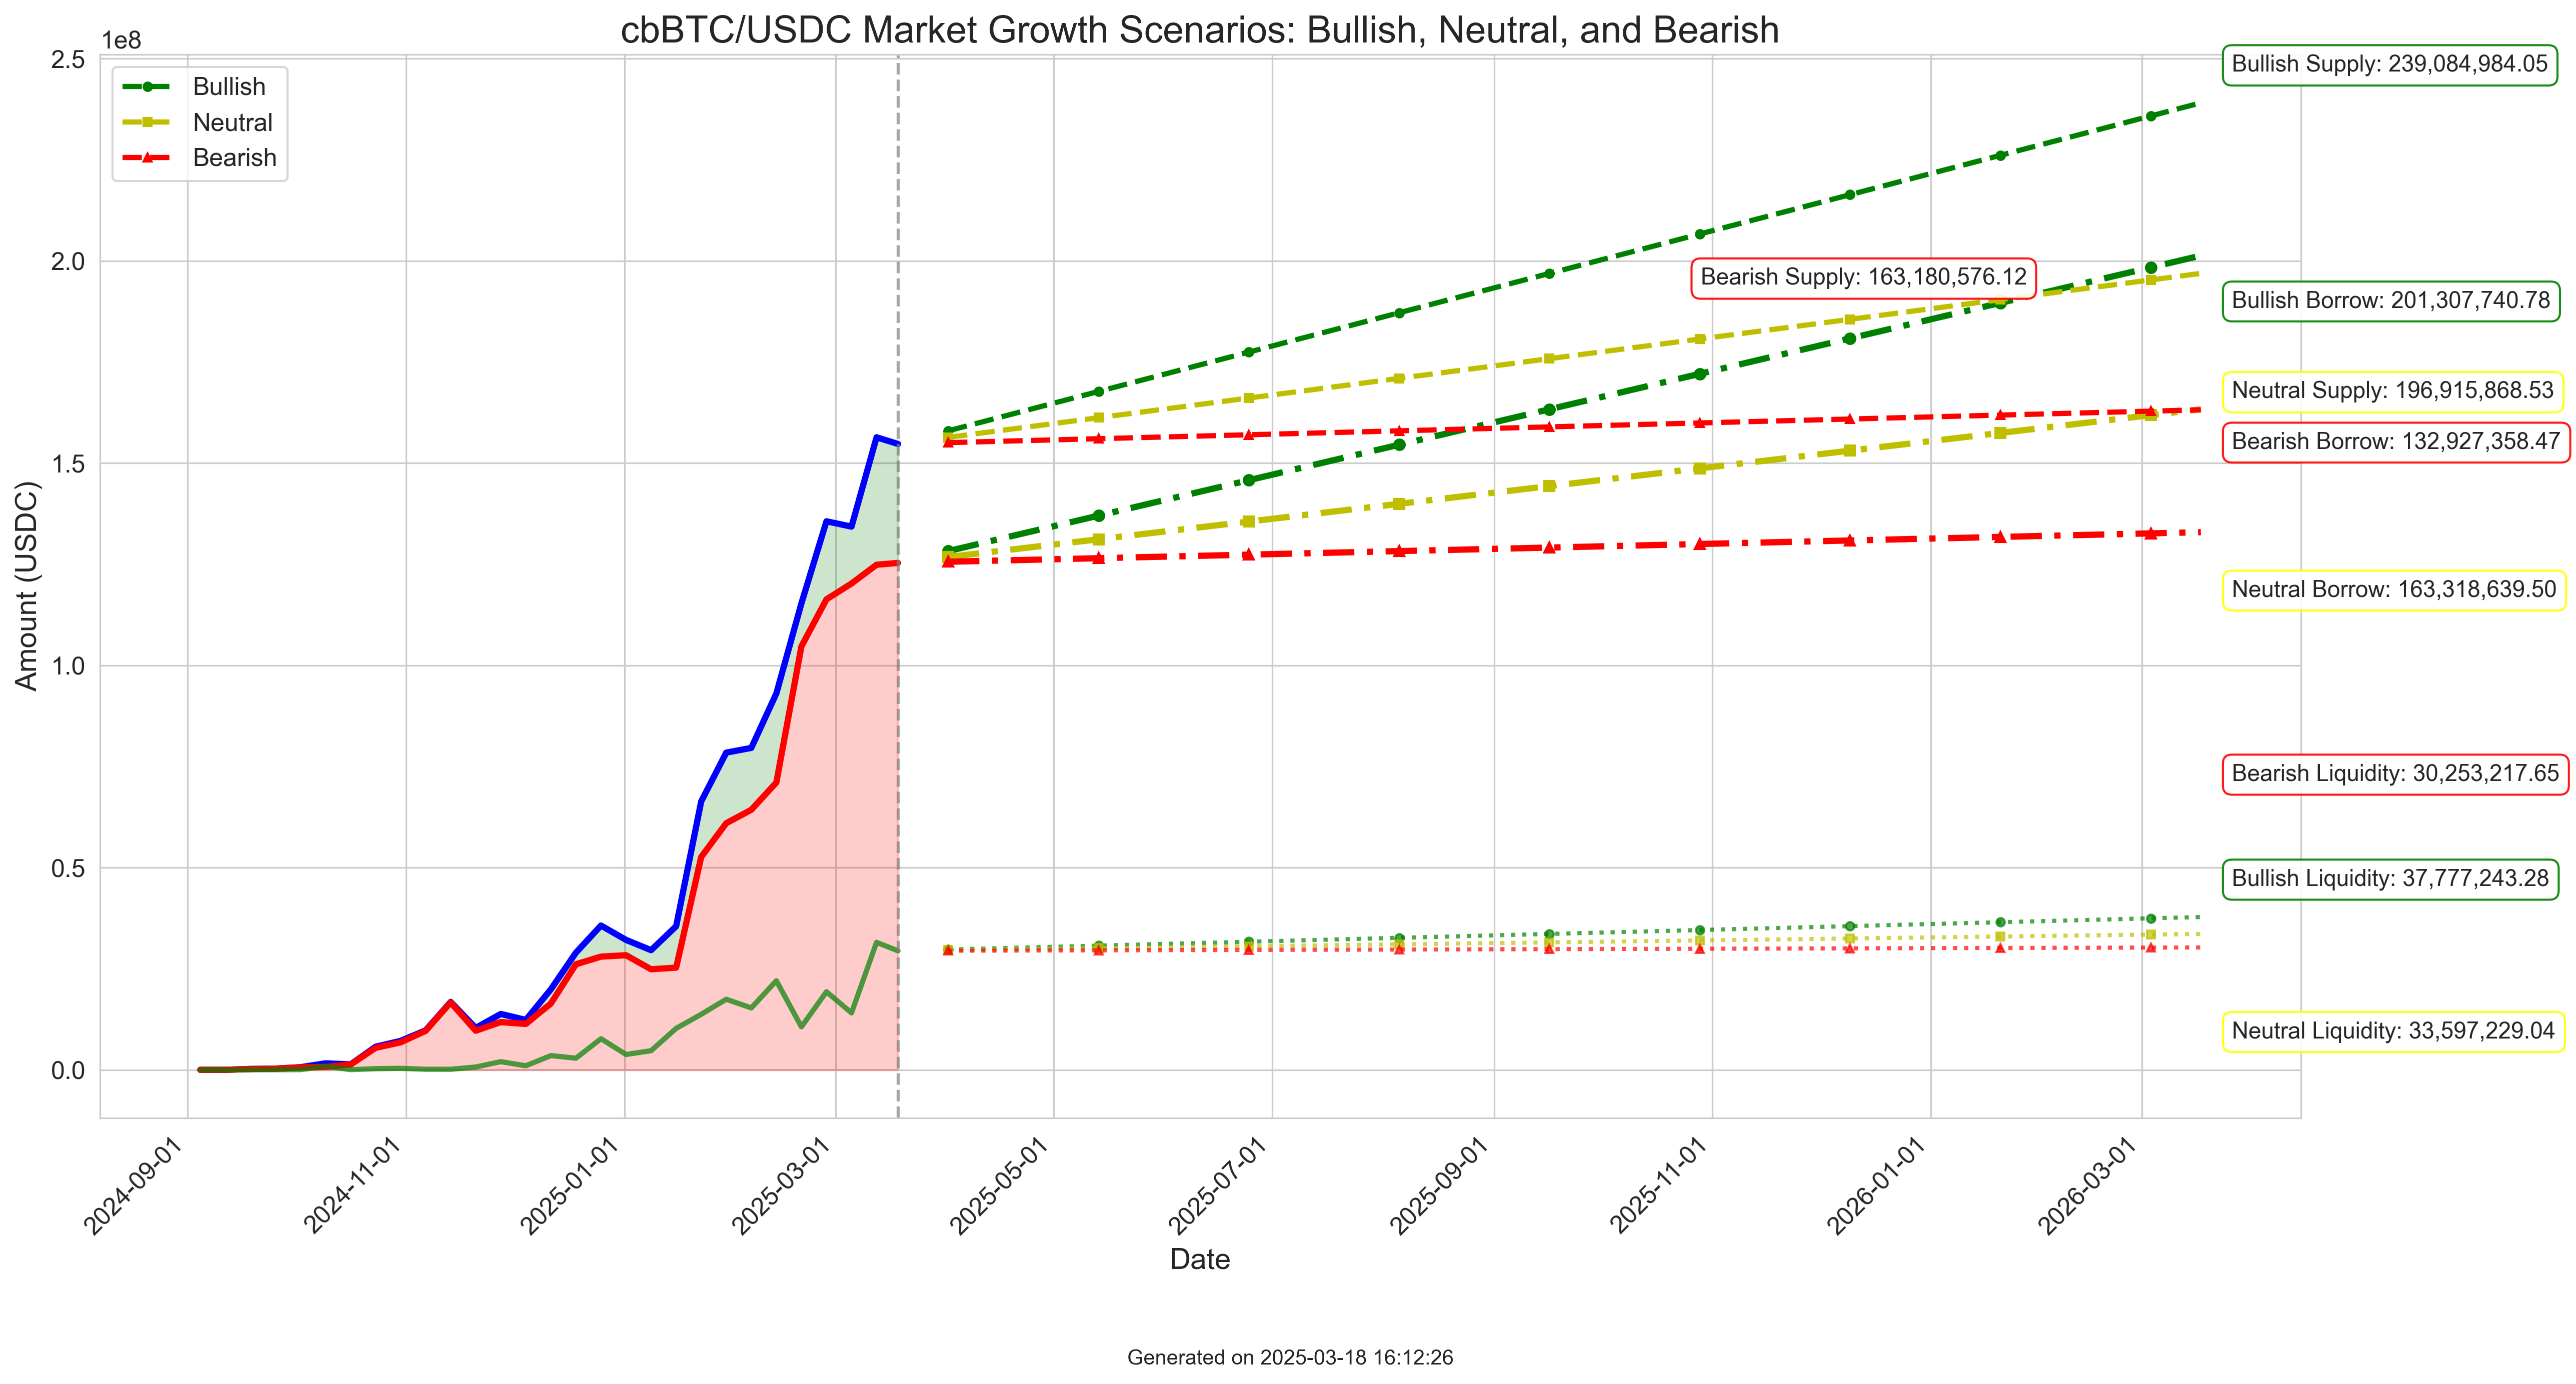 cbBTC/USDC Market Growth Scenarios: Bullish, Neutral, and Bearish
1e8
2.5
2.0
1.5
1.0
0.5
0.0
Amount (USDC)
Bullish
Neutral
Bearish
Bullish Supply: 239,084,984.05
Bearish Supply: 163,180,576.12
Bullish Borrow: 201,307,740.78
Neutral Supply: 196,915,868.53
Bearish Borrow: 132,927,358.47
Neutral Borrow: 163,318,639.50
Bearish Liquidity: 30,253,217.65
Bullish Liquidity: 37,777,243.28
Neutral Liquidity: 33,597,229.04
2024-09-01
2024-11-01
2025-01-01
2025-03-01
2025-05-01
2025-07-01
2025-09-01
2025-11-01
2026-01-01
2026-03-01
Date
Generated on 2025-03-18 16:12:26